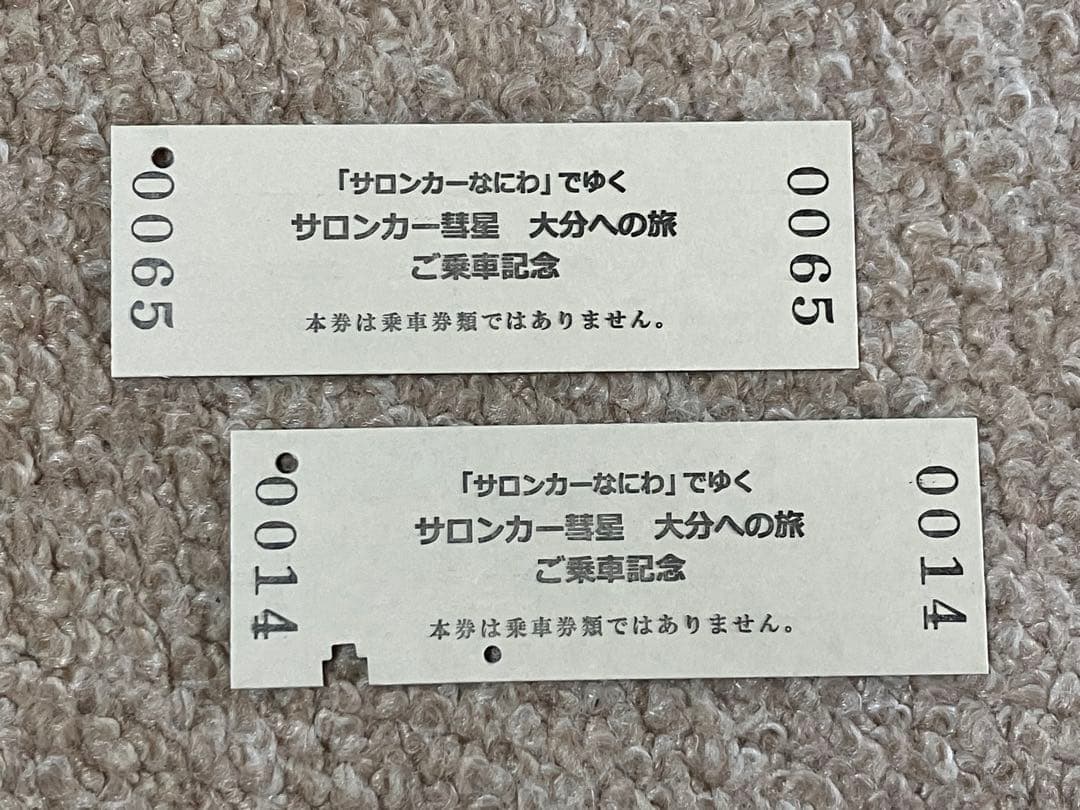 0065
「サロンカーなにわ」でゆく
サロンカー彗星 大分への旅
ご乗車記念
本券は乗車券類ではありません。
0065
0014
「サロンカーなにわ」でゆく
サロンカー彗星 大分への旅
ご乗車記念
本券は乗車券類ではありません。
0014